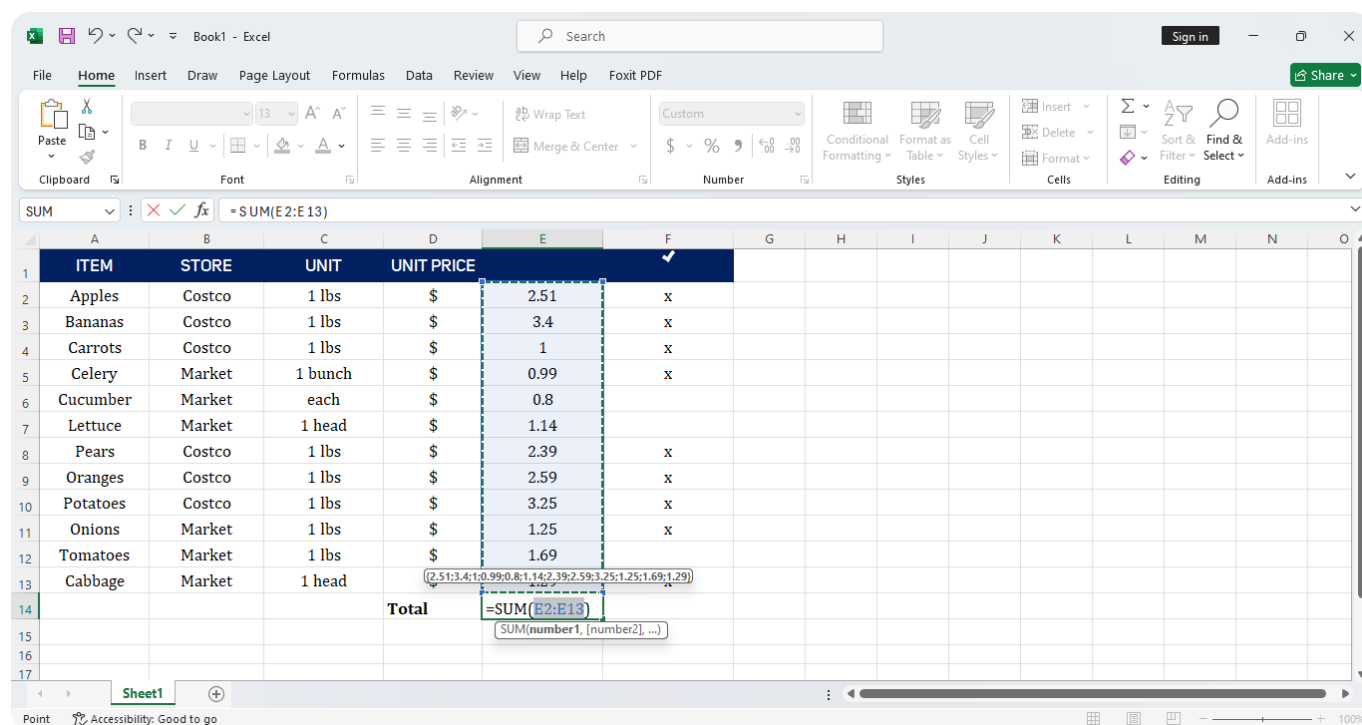 Book1 - Excel
Search
Sign in
File Home Insert Draw Page Layout Formulas Data Review View Help Foxit PDF
Share
Paste
13 A^ A˅
B I U A
ab Wrap Text
Merge & Center
Custom
$ % 9 .00 .00
Conditional Formatting
Format as Table
Cell Styles
Insert
Delete
Format
Σ
Sort & Filter
Find & Select
Add-ins
Clipboard Font Alignment Number Styles Cells Editing Add-ins
SUM fx =SUM(E2:E13)
A B C D E F G H I J K L M N O
1 ITEM STORE UNIT UNIT PRICE
2 Apples Costco 1 lbs $ 2.51 x
3 Bananas Costco 1 lbs $ 3.4 x
4 Carrots Costco 1 lbs $ 1 x
5 Celery Market 1 bunch $ 0.99 x
6 Cucumber Market each $ 0.8
7 Lettuce Market 1 head $ 1.14
8 Pears Costco 1 lbs $ 2.39 x
9 Oranges Costco 1 lbs $ 2.59 x
10 Potatoes Costco 1 lbs $ 3.25 x
11 Onions Market 1 lbs $ 1.25 x
12 Tomatoes Market 1 lbs $ 1.69
{2.51;3.4;1;0.99;0.8;1.14;2.39;2.59;3.25;1.25;1.69;1.29}
13 Cabbage Market 1 head
14 Total =SUM(E2:E13)
SUM(number1, [number2], ...)
15
16
17
Sheet1
Point Accessibility: Good to go 100%